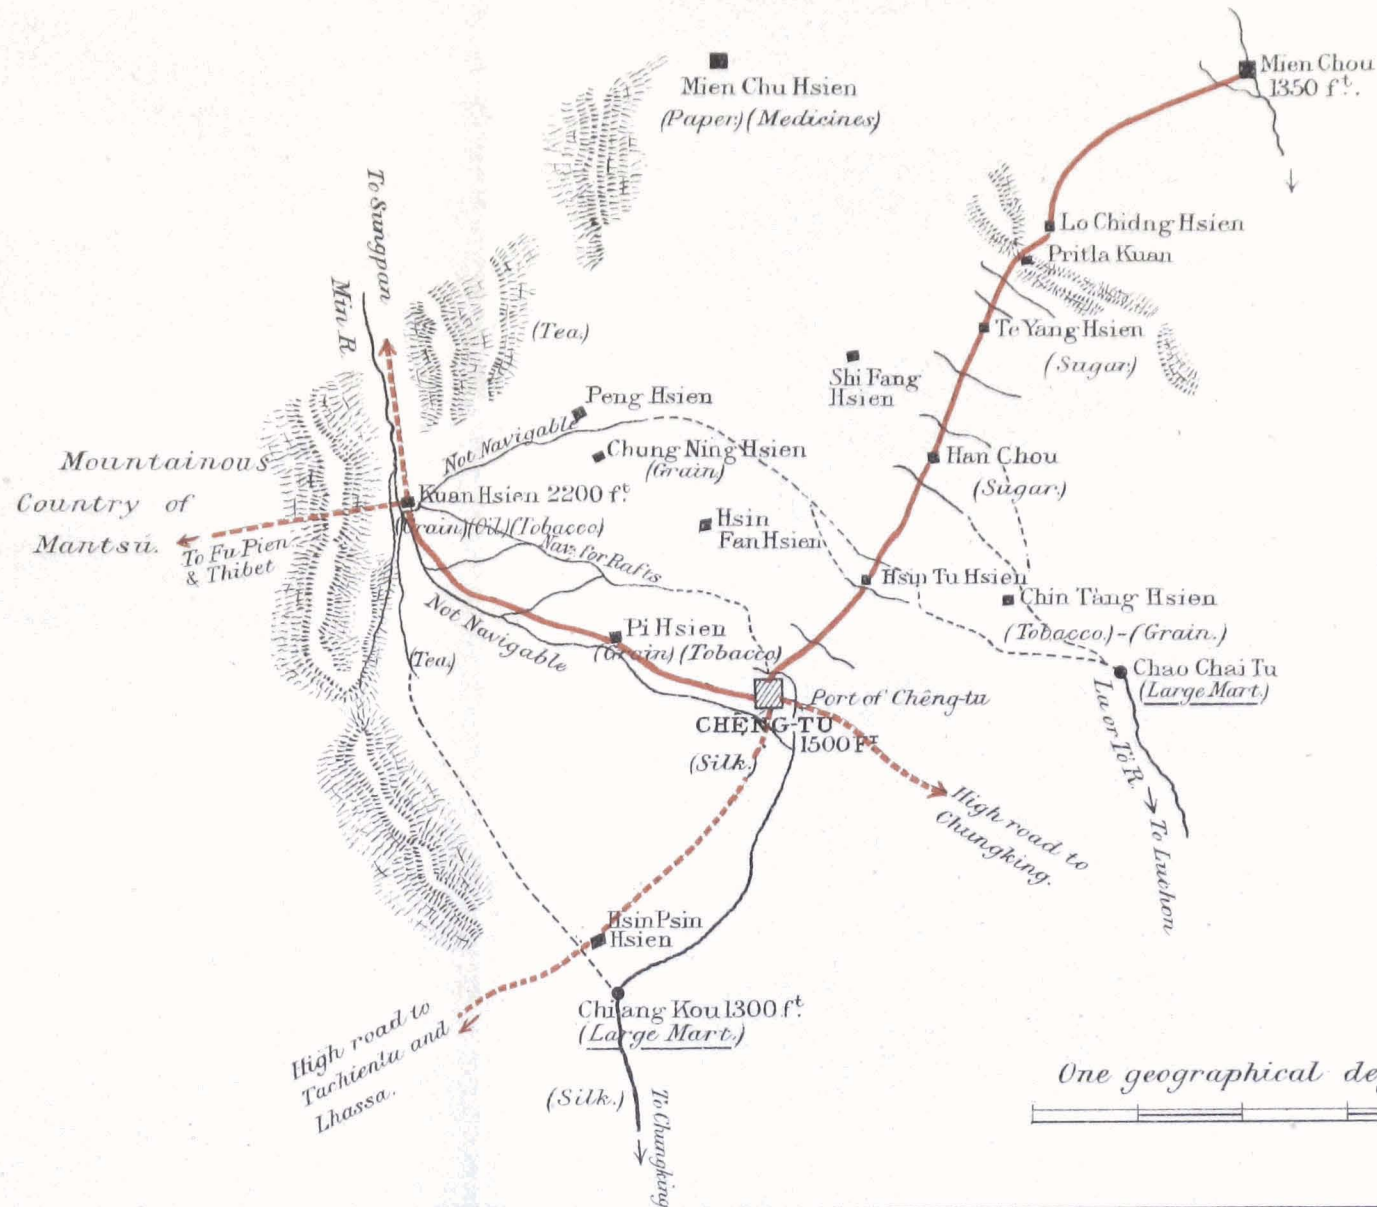 Mien Chu Hsien
(Paper.) (Medicines)
Mien Chou
1350 ft.
To Sungpan
Min R.
Lo Chidng Hsien
Pritla Kuan
(Tea.)
Te Yang Hsien
(Sugar)
Shi Fang
Hsien
Peng Hsien
Not Navigable
Chung Ning Hsien
(Grain)
Han Chou
(Sugar.)
Mountainous
Country of
Mantsú.
Kuan Hsien 2200 ft.
(Grain) (Oil) (Tobacco)
To Fu Pien
& Thibet
Hsin
Fan Hsien
Nav. for Rafts
Hsin Tu Hsien
Chin Tàng Hsien
(Tobacco.)-(Grain.)
Not Navigable
Pi Hsien
(Grain) (Tobacco)
(Tea.)
Chao Chai Tu
(Large Mart.)
Port of Chêng-tu
CHÊNG-TU
1500 FT
(Silk.)
Lu or Tò R.
To Luchon
High road to
Chungking.
Hsin Psin
Hsien
Chiang Kou 1300 ft.
(Large Mart.)
High road to
Tachienlu and
Lhassa.
(Silk.)
To Chungking
One geographical